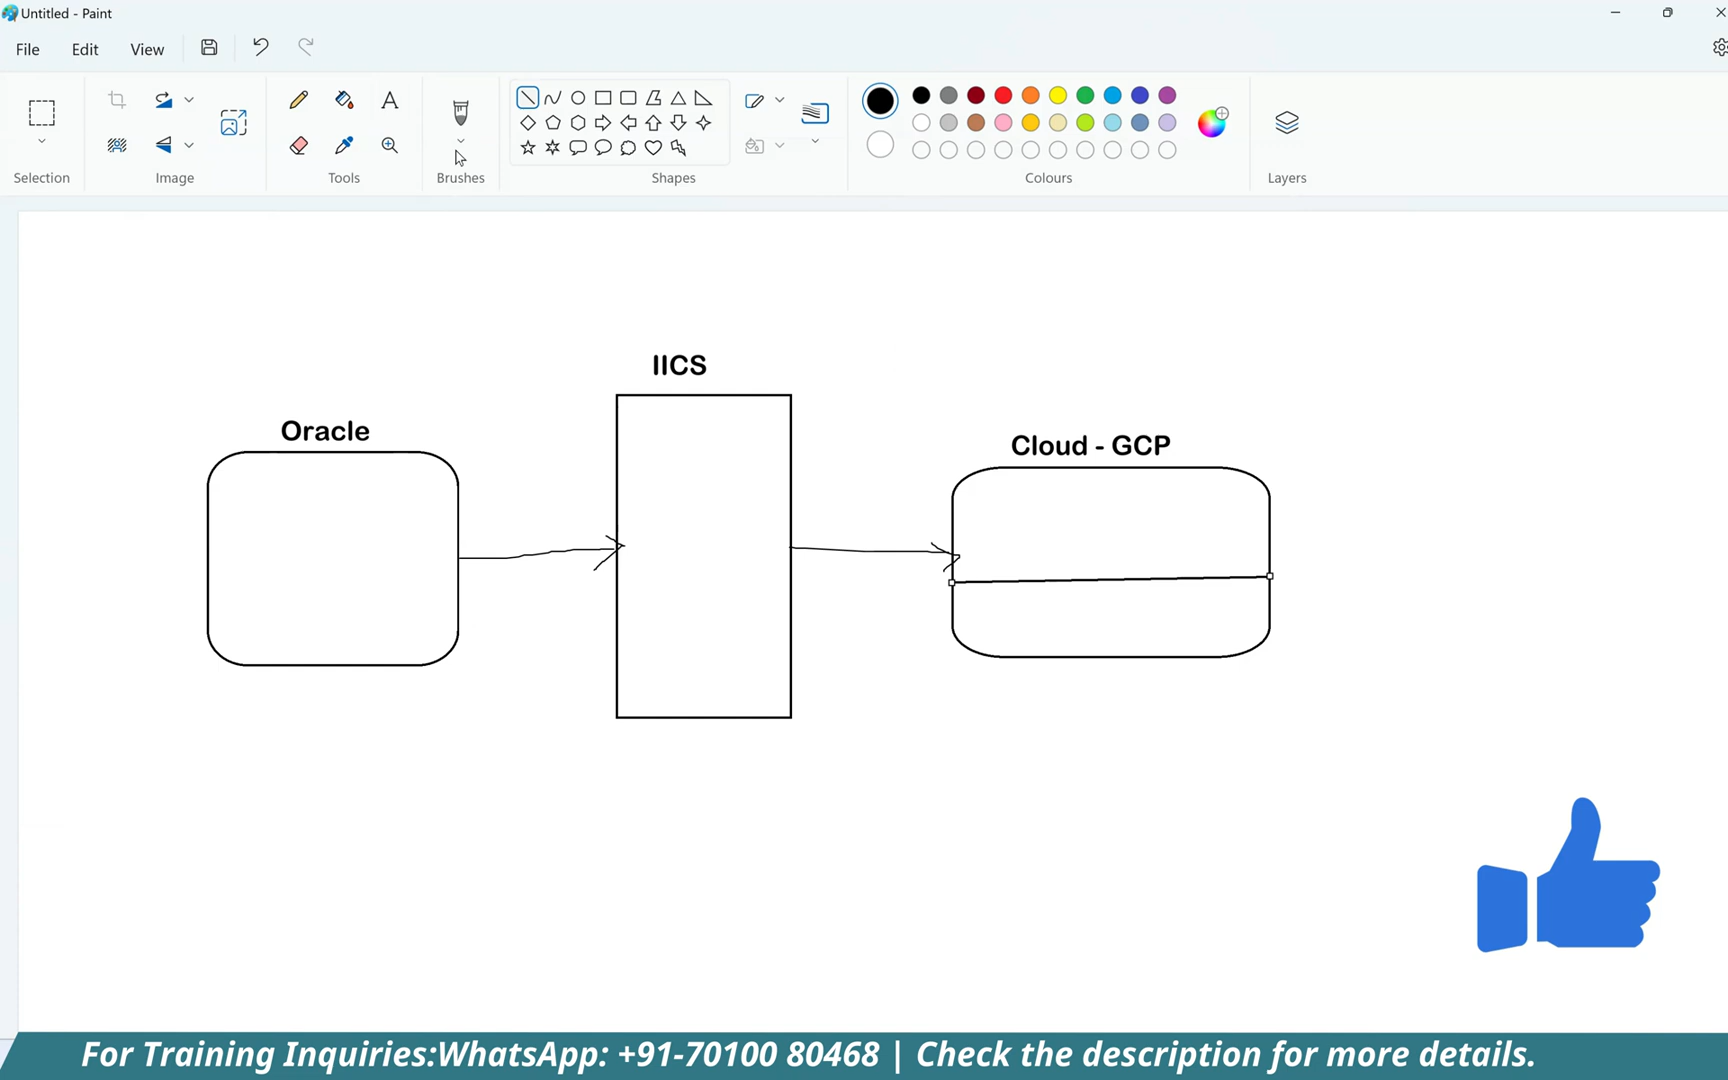 Untitled - Paint
File Edit View
Selection Image Tools Brushes Shapes Colours Layers
IICS
Oracle
Cloud - GCP
For Training Inquiries:WhatsApp: +91-70100 80468 | Check the description for more details.